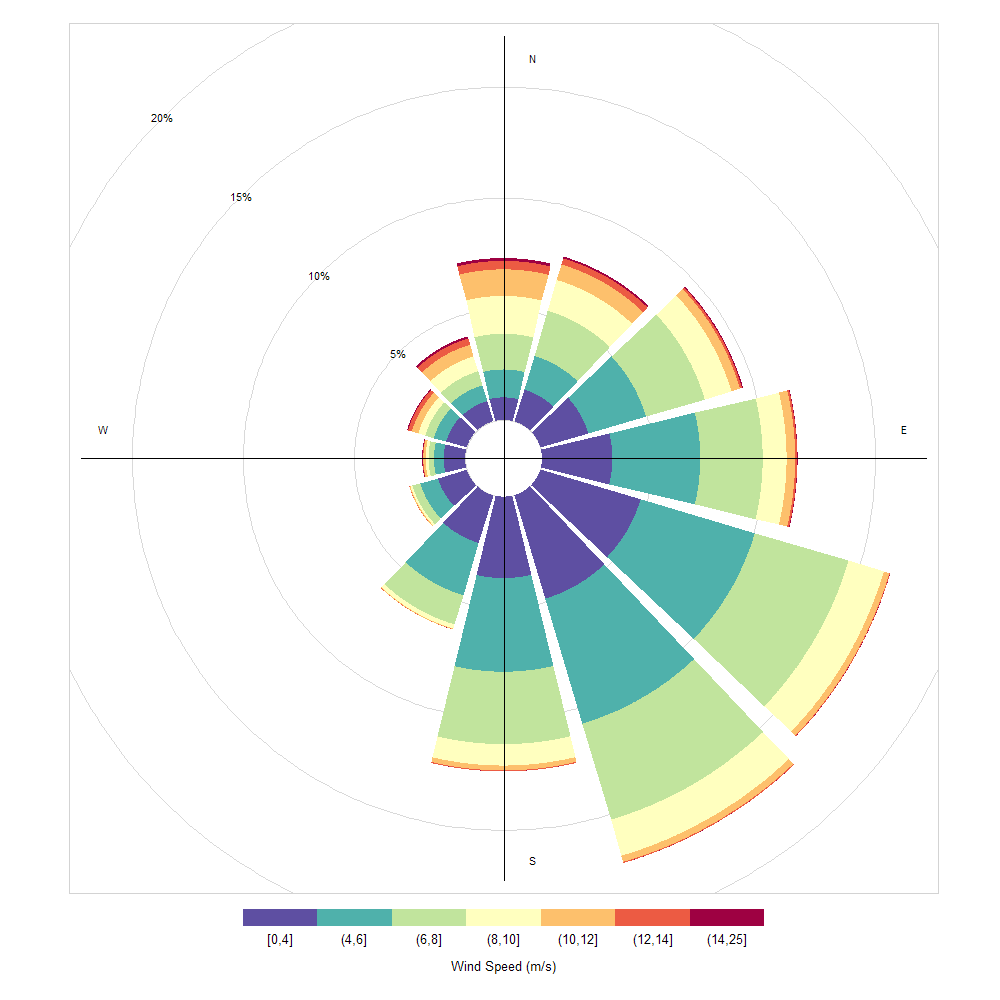 N
20%
15%
10%
5%
W
E
S
[0,4] (4,6] (6,8] (8,10] (10,12] (12,14] (14,25]
Wind Speed (m/s)